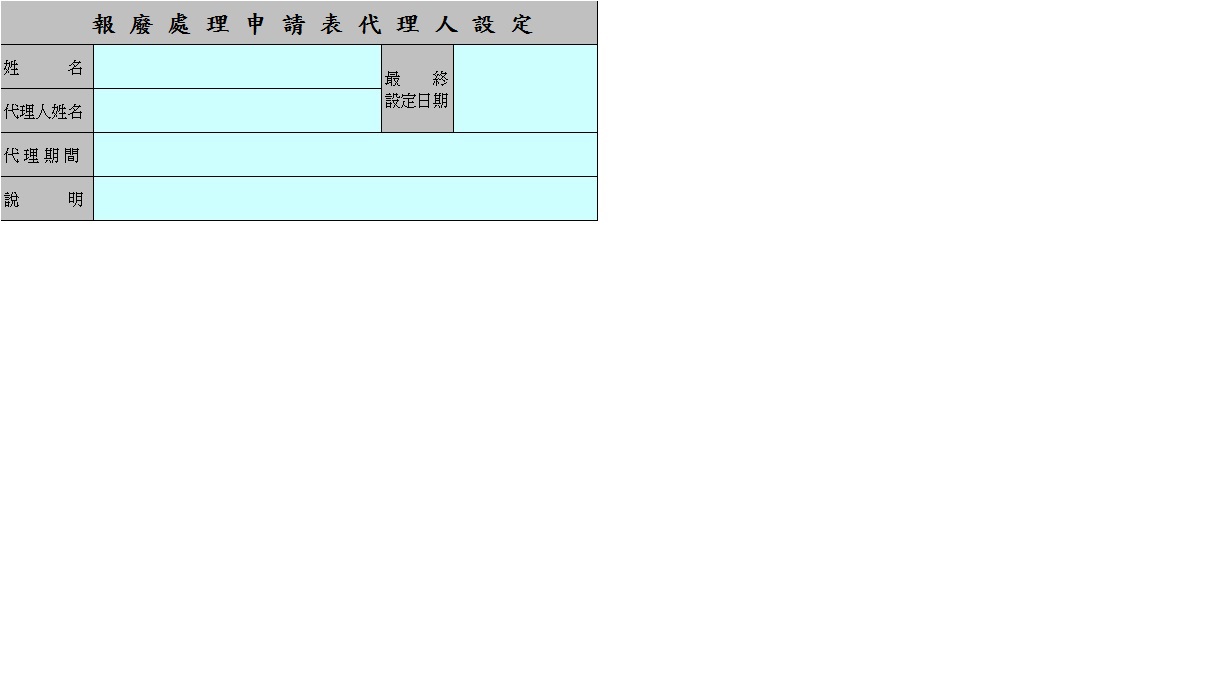 報廢處理申請表代理人設定
姓 名
最 終
設定日期
代理人姓名
代理期間
說 明